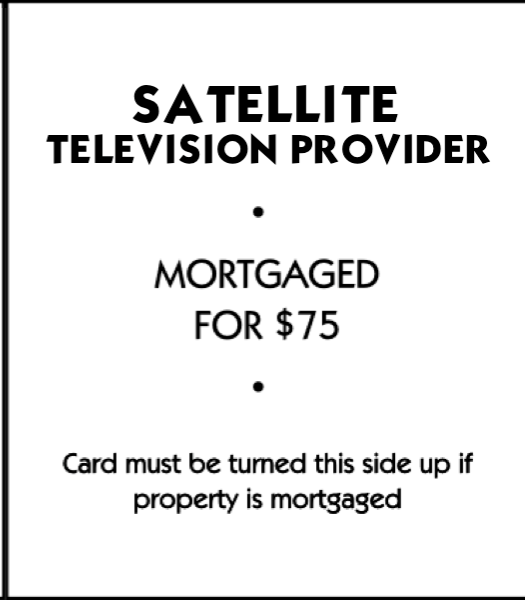 SATELLITE
TELEVISION PROVIDER
•
MORTGAGED
FOR $75
•
Card must be turned this side up if
property is mortgaged